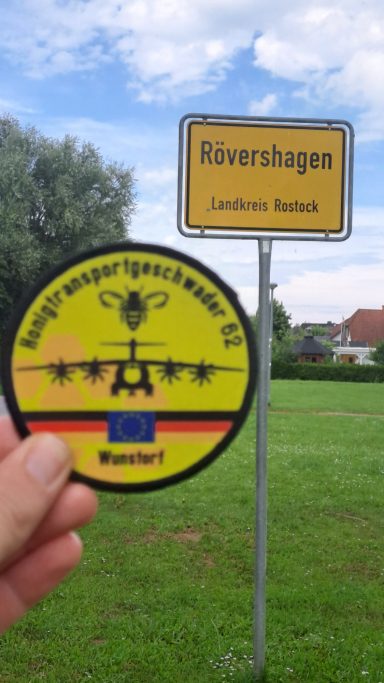 Rövershagen
Landkreis Rostock
Honigtransportgeschwader 62
Wunstorf